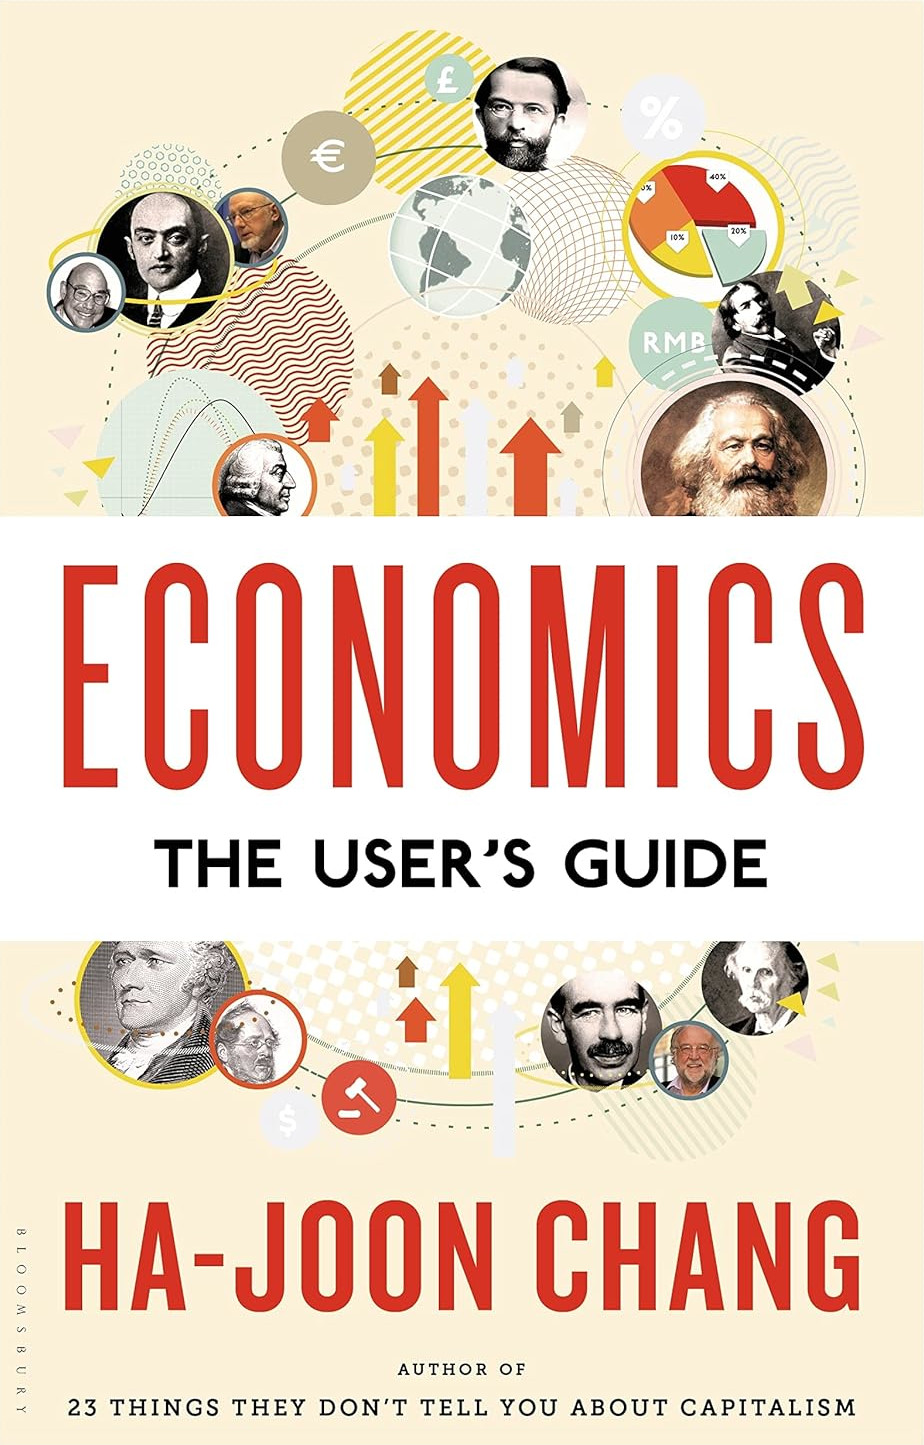 £
%
€
0%
40%
10%
20%
RMB
ECONOMICS
THE USER’S GUIDE
$
HA-JOON CHANG
BLOOMSBURY
AUTHOR OF
23 THINGS THEY DON’T TELL YOU ABOUT CAPITALISM